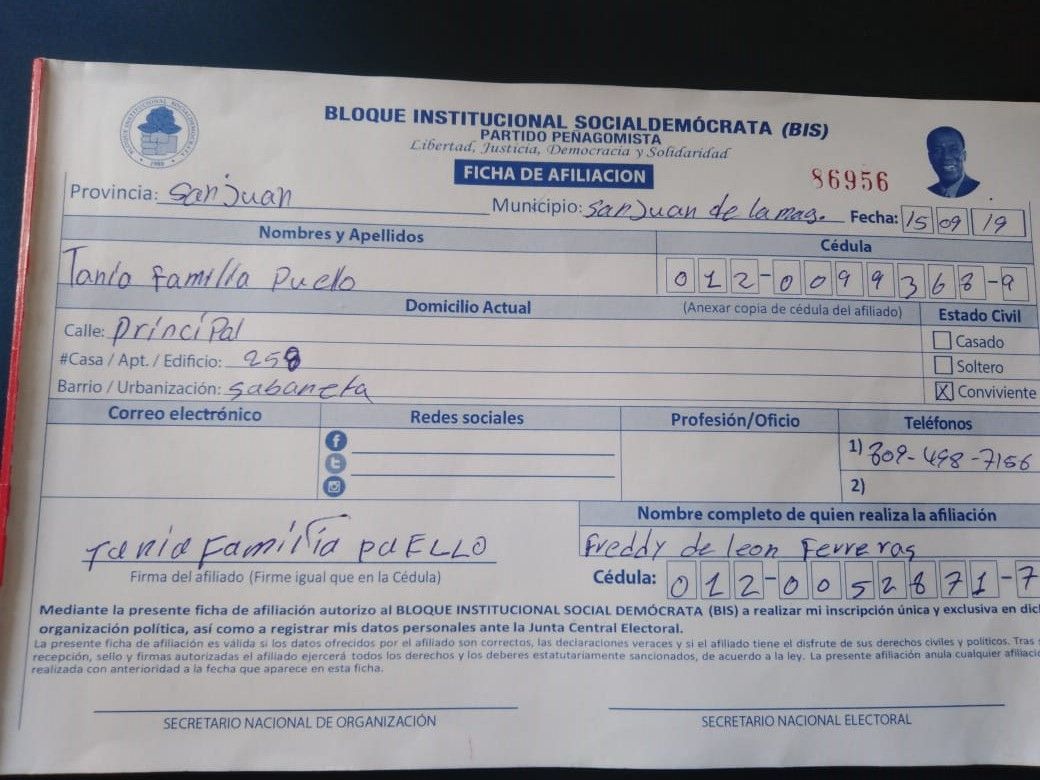 BLOQUE INSTITUCIONAL SOCIALDEMÓCRATA (BIS)
PARTIDO PEÑAGOMISTA
Libertad, Justicia, Democracia y Solidaridad
FICHA DE AFILIACION
86956
Provincia: San Juan Municipio: San Juan de la mag. Fecha: 15 09 19
Nombres y Apellidos Cédula
Tania Familia Puello 012-0099368-9
Domicilio Actual (Anexar copia de cédula del afiliado) Estado Civil
Calle: principal Casado
#Casa / Apt. / Edificio: 258 Soltero
Barrio / Urbanización: sabaneta X Conviviente
Correo electrónico Redes sociales Profesión/Oficio Teléfonos
1) 809-498-7156
2)
Nombre completo de quien realiza la afiliación
Tania Familia PUELLO Freddy de leon Ferreras
Firma del afiliado (Firme igual que en la Cédula) Cédula: 012-0052871-7
Mediante la presente ficha de afiliación autorizo al BLOQUE INSTITUCIONAL SOCIAL DEMÓCRATA (BIS) a realizar mi inscripción única y exclusiva en dic
organización política, así como a registrar mis datos personales ante la Junta Central Electoral.
La presente ficha de afiliación es válida si los datos ofrecidos por el afiliado son correctos, las declaraciones veraces y si el afiliado tiene el disfrute de sus derechos civiles y políticos. Tras
recepción, sello y firmas autorizadas el afiliado ejercerá todos los derechos y los deberes estatutariamente sancionados, de acuerdo a la ley. La presente afiliación anula cualquier afiliació
realizada con anterioridad a la fecha que aparece en esta ficha.
SECRETARIO NACIONAL DE ORGANIZACIÓN SECRETARIO NACIONAL ELECTORAL